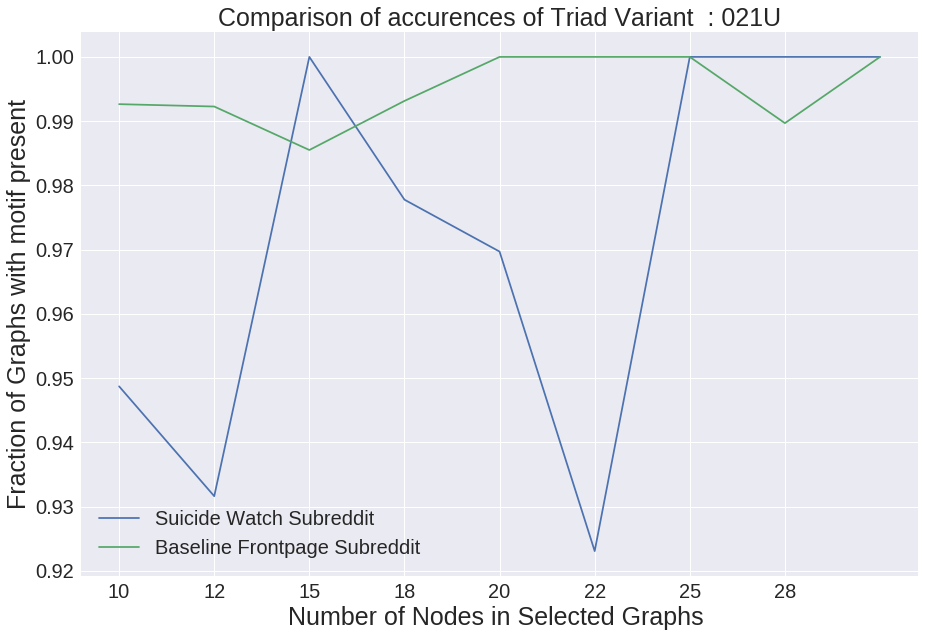 Comparison of accurences of Triad Variant  : 021U
Fraction of Graphs with motif present
1.00
0.99
0.98
0.97
0.96
0.95
0.94
0.93
0.92
Suicide Watch Subreddit
Baseline Frontpage Subreddit
10 12 15 18 20 22 25 28
Number of Nodes in Selected Graphs